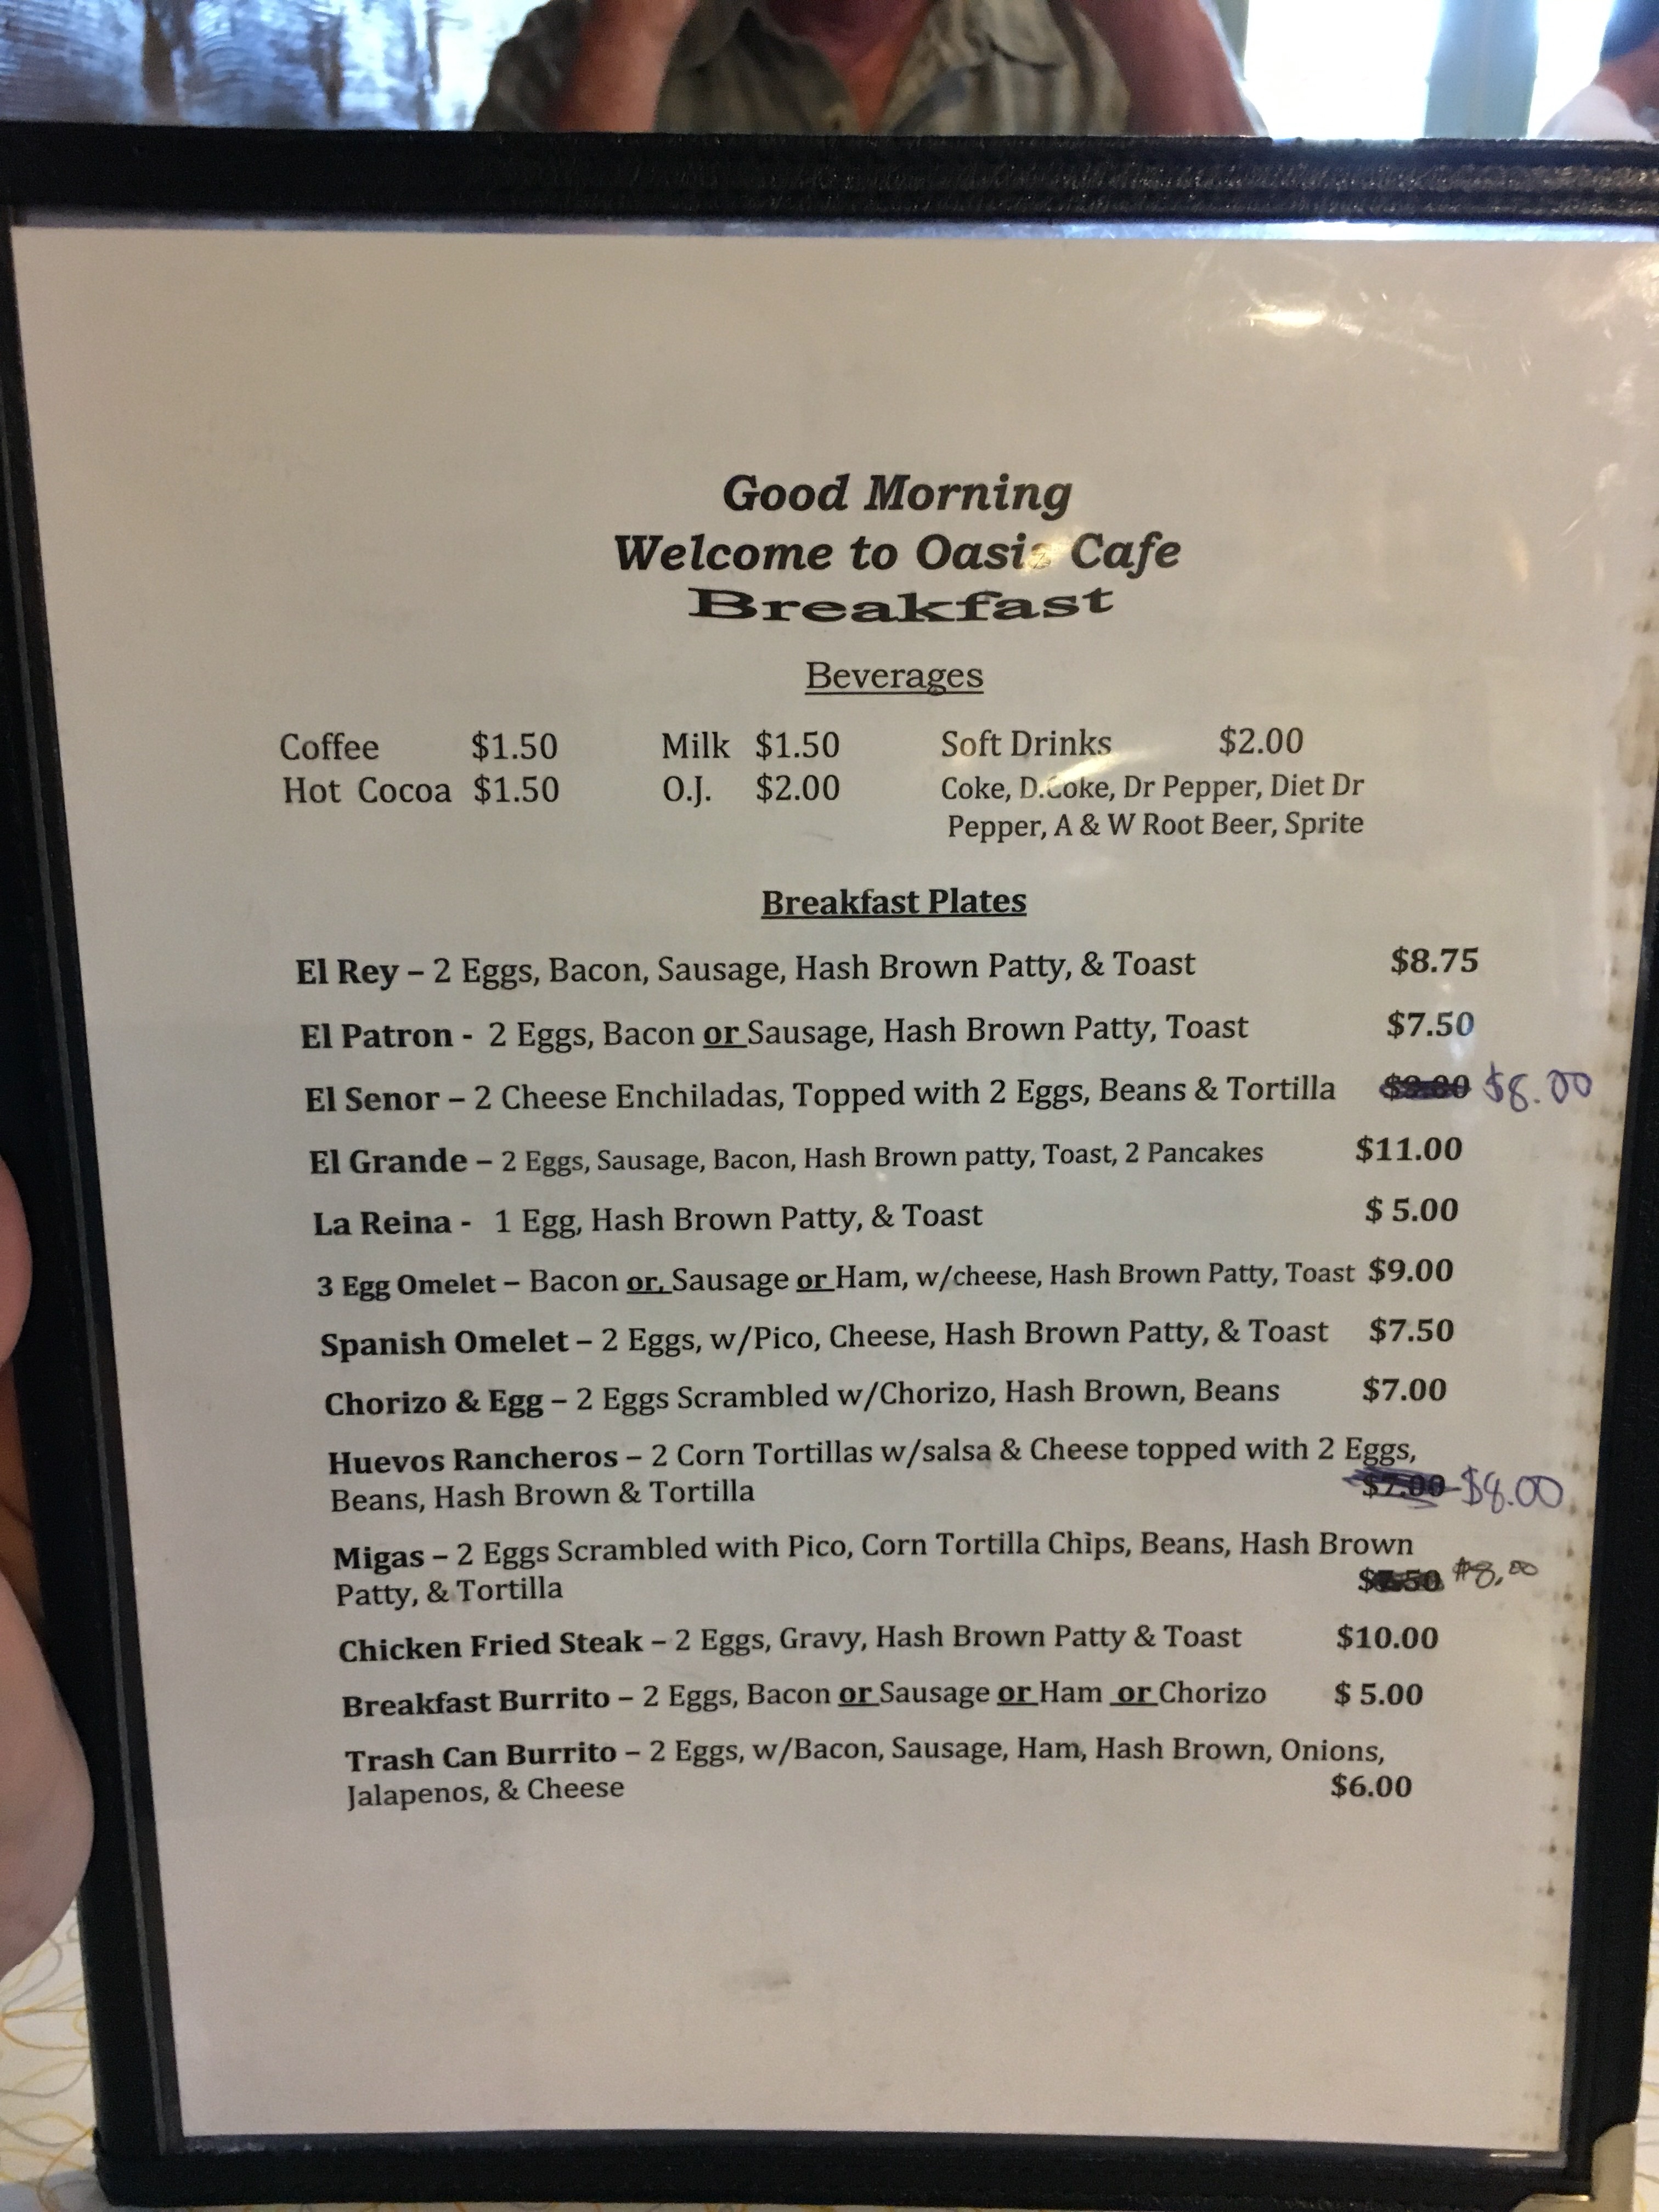 Good Morning
Welcome to Oasis Cafe
Breakfast
Beverages
Coffee $1.50 Milk $1.50 Soft Drinks $2.00
Hot Cocoa $1.50 O.J. $2.00 Coke, D.Coke, Dr Pepper, Diet Dr
Pepper, A & W Root Beer, Sprite
Breakfast Plates
El Rey – 2 Eggs, Bacon, Sausage, Hash Brown Patty, & Toast $8.75
El Patron - 2 Eggs, Bacon or Sausage, Hash Brown Patty, Toast $7.50
El Senor – 2 Cheese Enchiladas, Topped with 2 Eggs, Beans & Tortilla $8.00
El Grande – 2 Eggs, Sausage, Bacon, Hash Brown patty, Toast, 2 Pancakes $11.00
La Reina - 1 Egg, Hash Brown Patty, & Toast $ 5.00
3 Egg Omelet – Bacon or, Sausage or Ham, w/cheese, Hash Brown Patty, Toast $9.00
Spanish Omelet – 2 Eggs, w/Pico, Cheese, Hash Brown Patty, & Toast $7.50
Chorizo & Egg – 2 Eggs Scrambled w/Chorizo, Hash Brown, Beans $7.00
Huevos Rancheros – 2 Corn Tortillas w/salsa & Cheese topped with 2 Eggs,
Beans, Hash Brown & Tortilla $7.00 $8.00
Migas – 2 Eggs Scrambled with Pico, Corn Tortilla Chips, Beans, Hash Brown
Patty, & Tortilla $7.50 $8.00
Chicken Fried Steak – 2 Eggs, Gravy, Hash Brown Patty & Toast $10.00
Breakfast Burrito – 2 Eggs, Bacon or Sausage or Ham or Chorizo $ 5.00
Trash Can Burrito – 2 Eggs, w/Bacon, Sausage, Ham, Hash Brown, Onions,
Jalapenos, & Cheese $6.00